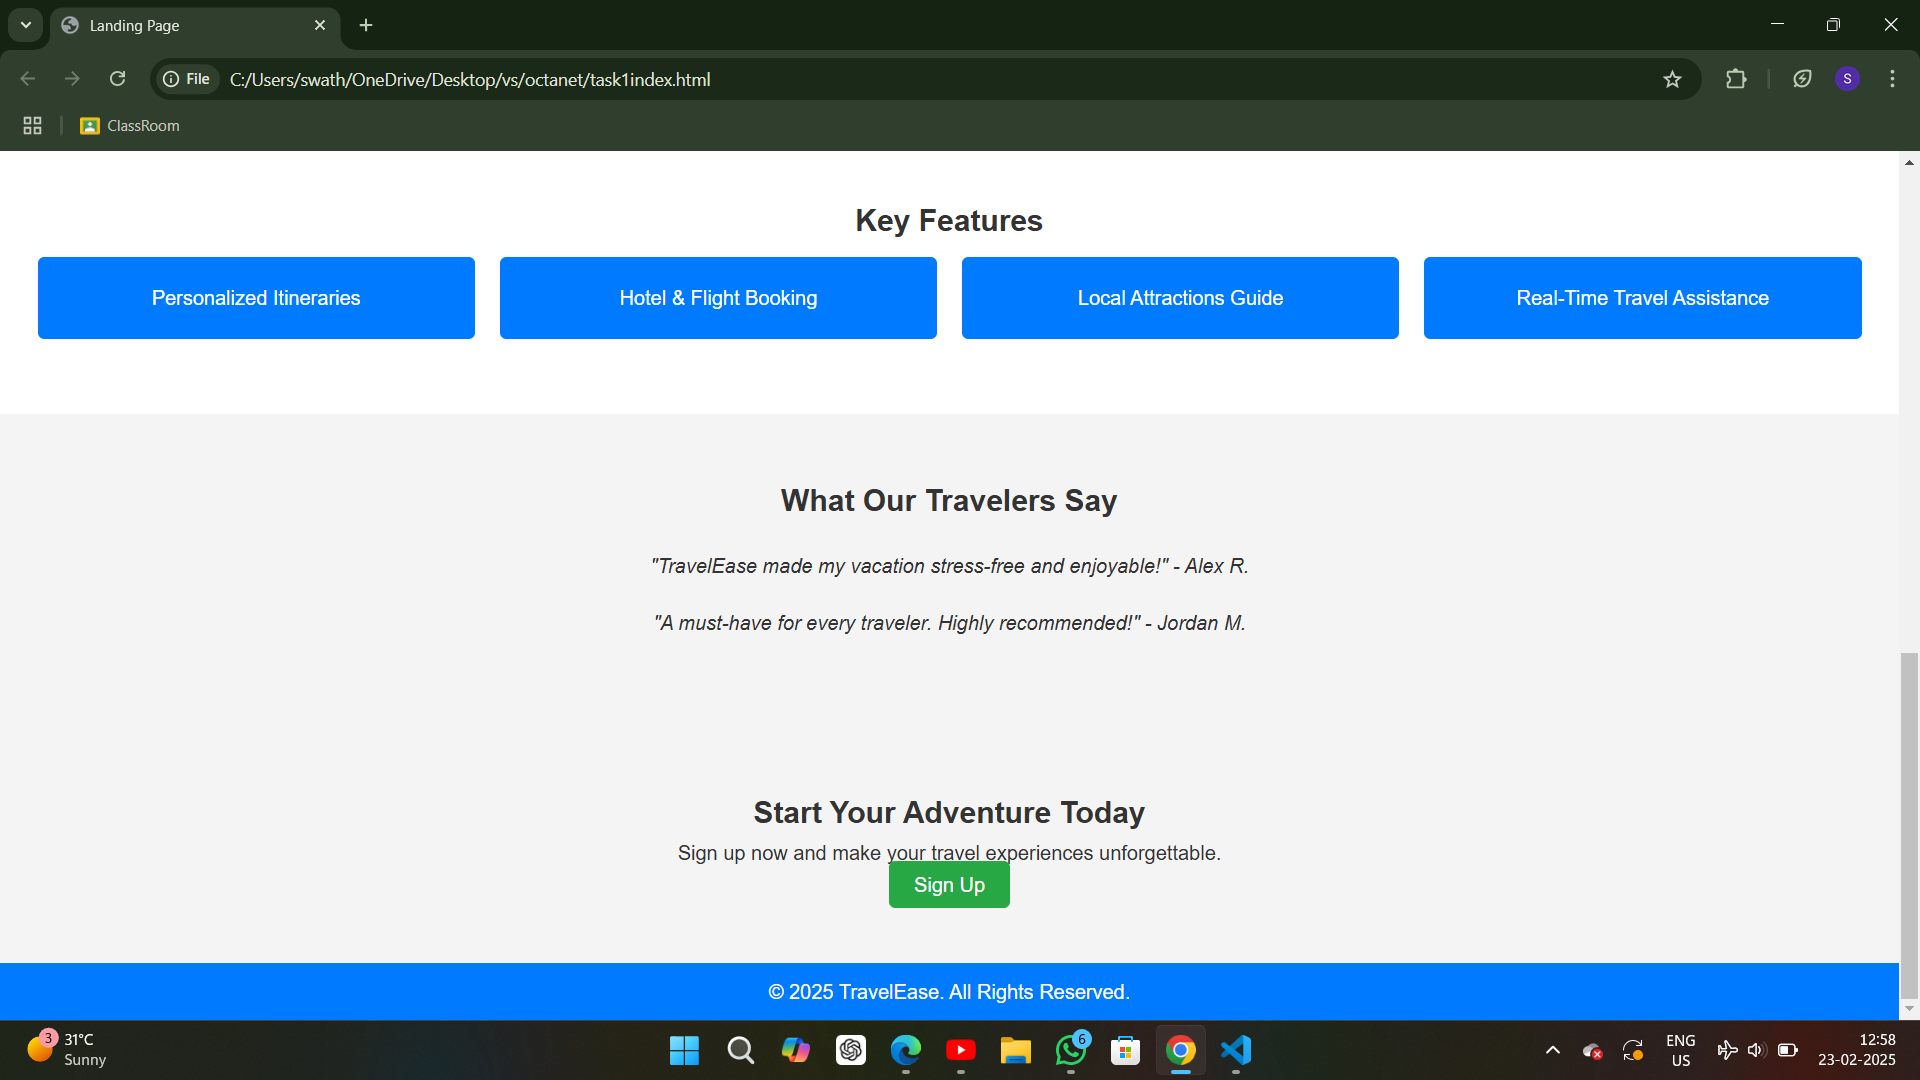 Landing Page
File
C:/Users/swath/OneDrive/Desktop/vs/octanet/task1index.html
S
ClassRoom
Key Features
Personalized Itineraries
Hotel & Flight Booking
Local Attractions Guide
Real-Time Travel Assistance
What Our Travelers Say
"TravelEase made my vacation stress-free and enjoyable!" - Alex R.
"A must-have for every traveler. Highly recommended!" - Jordan M.
Start Your Adventure Today
Sign up now and make your travel experiences unforgettable.
Sign Up
© 2025 TravelEase. All Rights Reserved.
3
31°C
Sunny
6
ENG
US
12:58
23-02-2025